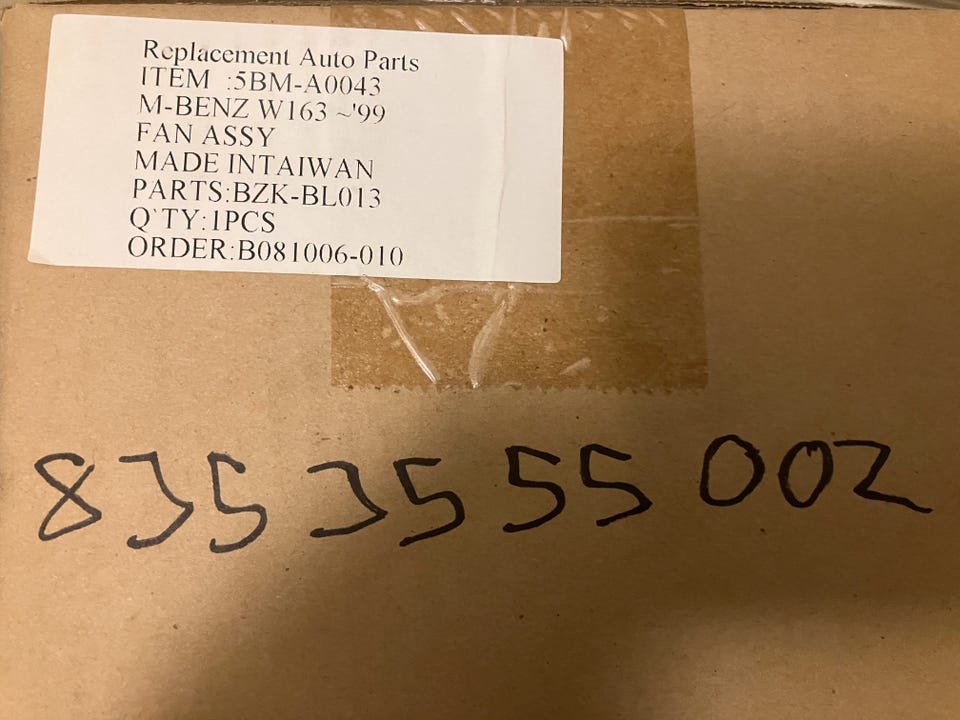 Replacement Auto Parts
ITEM :5BM-A0043
M-BENZ W163 ~'99
FAN ASSY
MADE INTAIWAN
PARTS:BZK-BL013
Q`TY:1PCS
ORDER:B081006-010
8353555002